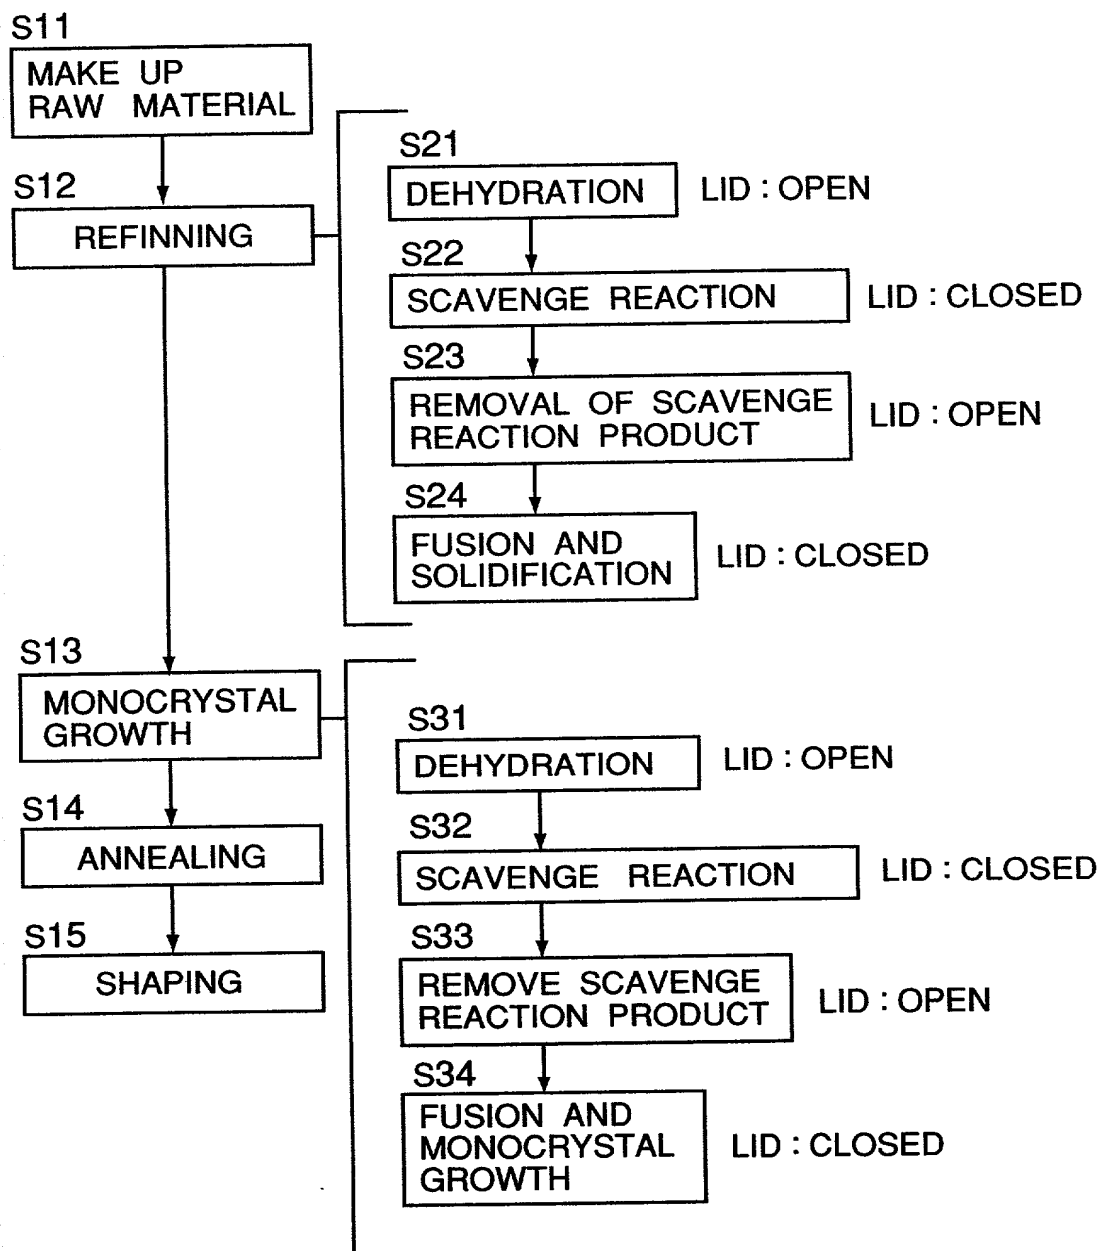 S11
MAKE UP
RAW MATERIAL
S12
REFINNING
S21
DEHYDRATION
LID : OPEN
S22
SCAVENGE REACTION
LID : CLOSED
S23
REMOVAL OF SCAVENGE
REACTION PRODUCT
LID : OPEN
S24
FUSION AND
SOLIDIFICATION
LID : CLOSED
S13
MONOCRYSTAL
GROWTH
S31
DEHYDRATION
LID : OPEN
S14
ANNEALING
S32
SCAVENGE REACTION
LID : CLOSED
S15
SHAPING
S33
REMOVE SCAVENGE
REACTION PRODUCT
LID : OPEN
S34
FUSION AND
MONOCRYSTAL
GROWTH
LID : CLOSED